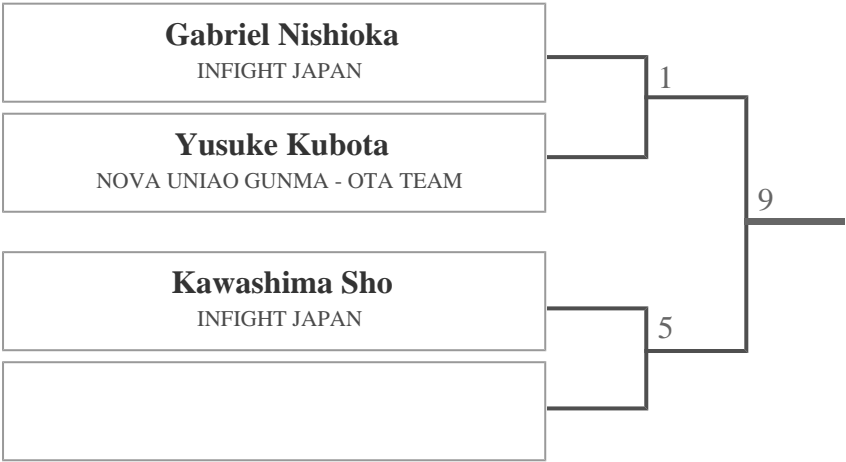 Gabriel Nishioka
INFIGHT JAPAN
1
Yusuke Kubota
NOVA UNIAO GUNMA - OTA TEAM
9
Kawashima Sho
INFIGHT JAPAN
5